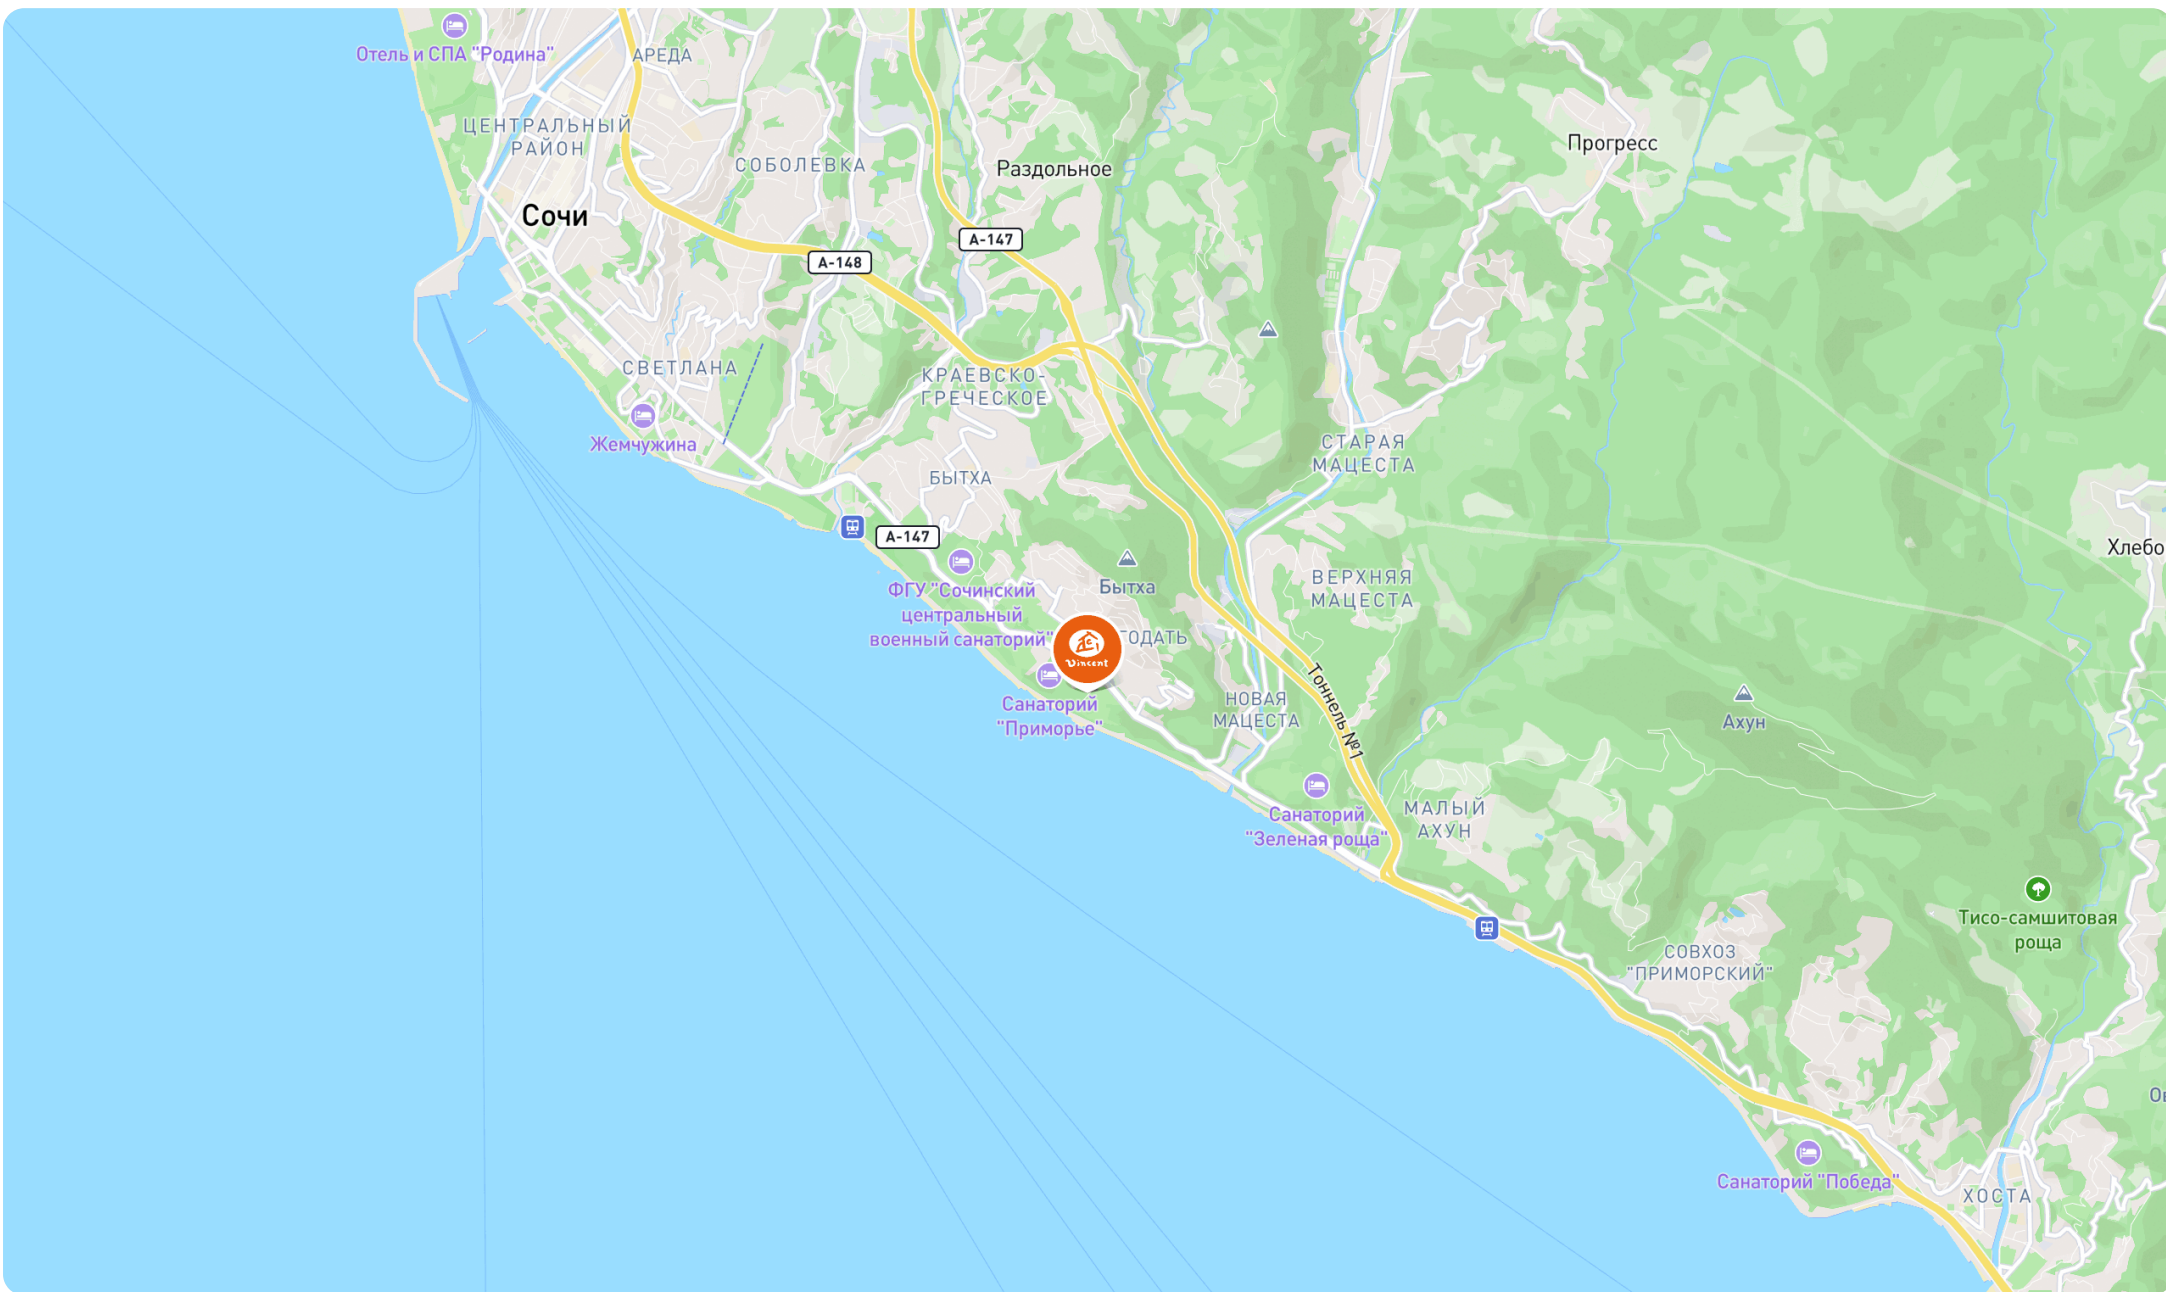 Отель и СПА "Родина"
АРЕДА
ЦЕНТРАЛЬНЫЙ
РАЙОН
СОБОЛЕВКА
Раздольное
Прогресс
Сочи
А-147
А-148
СВЕТЛАНА
КРАЕВСКО-
ГРЕЧЕСКОЕ
Жемчужина
СТАРАЯ
МАЦЕСТА
БЫТХА
А-147
Хлебо
ФГУ "Сочинский
центральный
военный санаторий"
Бытха
ВЕРХНЯЯ
МАЦЕСТА
ГОДАТЬ
Vincent
Санаторий
"Приморье"
НОВАЯ
МАЦЕСТА
Тоннель №1
Ахун
Санаторий
"Зеленая роща"
МАЛЫЙ
АХУН
Тисо-самшитовая
роща
СОВХОЗ
"ПРИМОРСКИЙ"
Ов
Санаторий "Победа"
ХОСТА